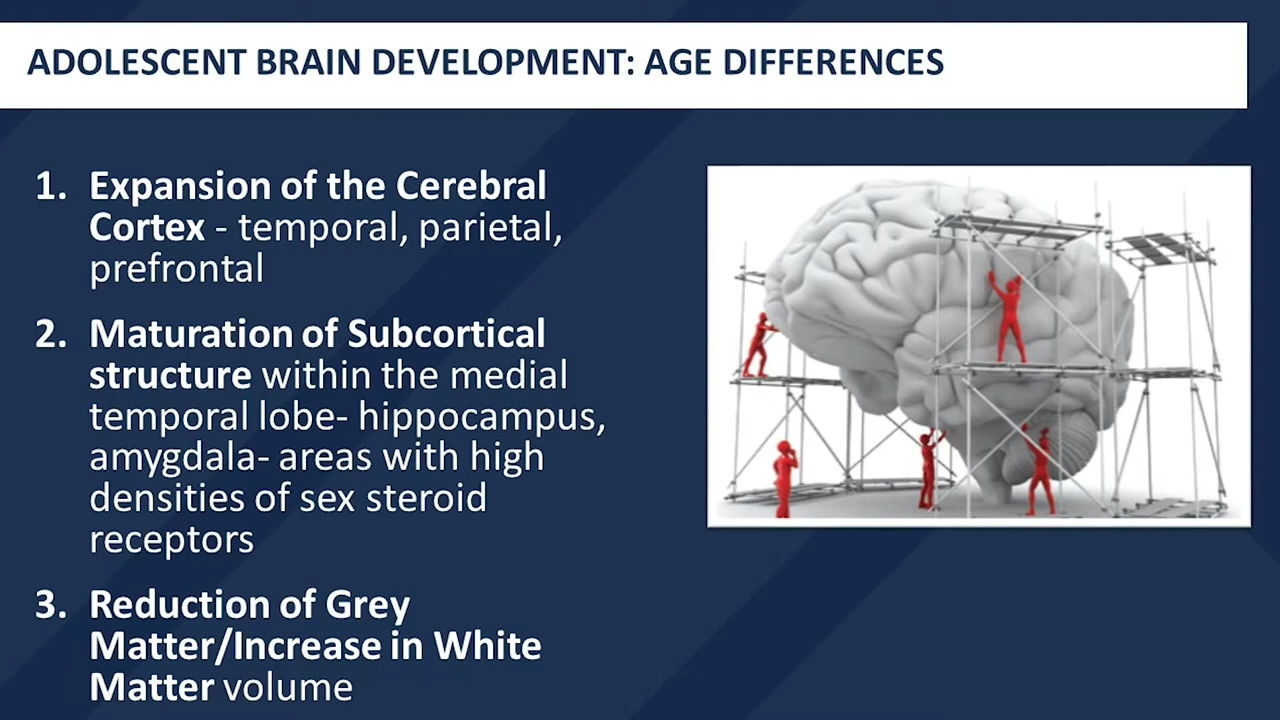 ADOLESCENT BRAIN DEVELOPMENT: AGE DIFFERENCES
1. Expansion of the Cerebral
Cortex - temporal, parietal,
prefrontal
2. Maturation of Subcortical
structure within the medial
temporal lobe- hippocampus,
amygdala- areas with high
densities of sex steroid
receptors
3. Reduction of Grey
Matter/Increase in White
Matter volume